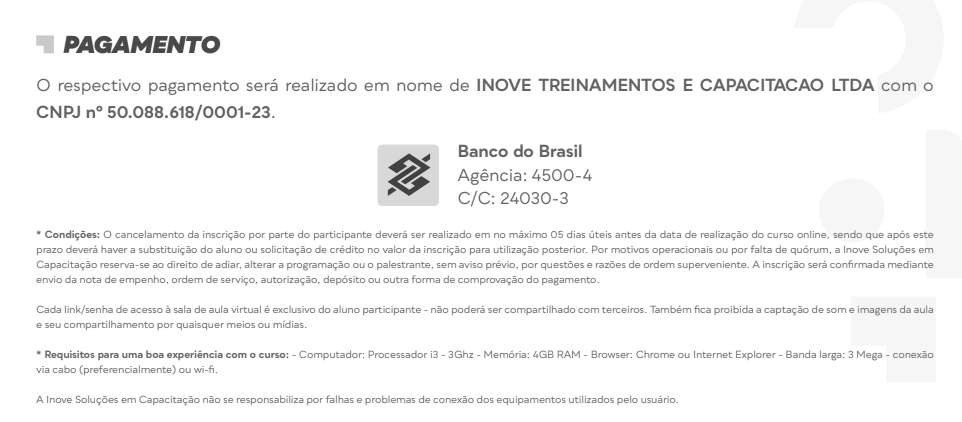 PAGAMENTO
O respectivo pagamento será realizado em nome de INOVE TREINAMENTOS E CAPACITACAO LTDA com o
CNPJ nº 50.088.618/0001-23.
Banco do Brasil
Agência: 4500-4
C/C: 24030-3
* Condições: O cancelamento da inscrição por parte do participante deverá ser realizado em no máximo 05 dias úteis antes da data de realização do curso online, sendo que após este
prazo deverá haver a substituição do aluno ou solicitação de crédito no valor da inscrição para utilização posterior. Por motivos operacionais ou por falta de quórum, a Inove Soluções em
Capacitação reserva-se ao direito de adiar, alterar a programação ou o palestrante, sem aviso prévio, por questões e razões de ordem superveniente. A inscrição será confirmada mediante
envio da nota de empenho, ordem de serviço, autorização, depósito ou outra forma de comprovação do pagamento.
Cada link/senha de acesso à sala de aula virtual é exclusivo do aluno participante - não poderá ser compartilhado com terceiros. Também fica proibida a captação de som e imagens da aula
e seu compartilhamento por quaisquer meios ou mídias.
* Requisitos para uma boa experiência com o curso: - Computador: Processador i3 - 3Ghz - Memória: 4GB RAM - Browser: Chrome ou Internet Explorer - Banda larga: 3 Mega - conexão
via cabo (preferencialmente) ou wi-fi.
A Inove Soluções em Capacitação não se responsabiliza por falhas e problemas de conexão dos equipamentos utilizados pelo usuário.